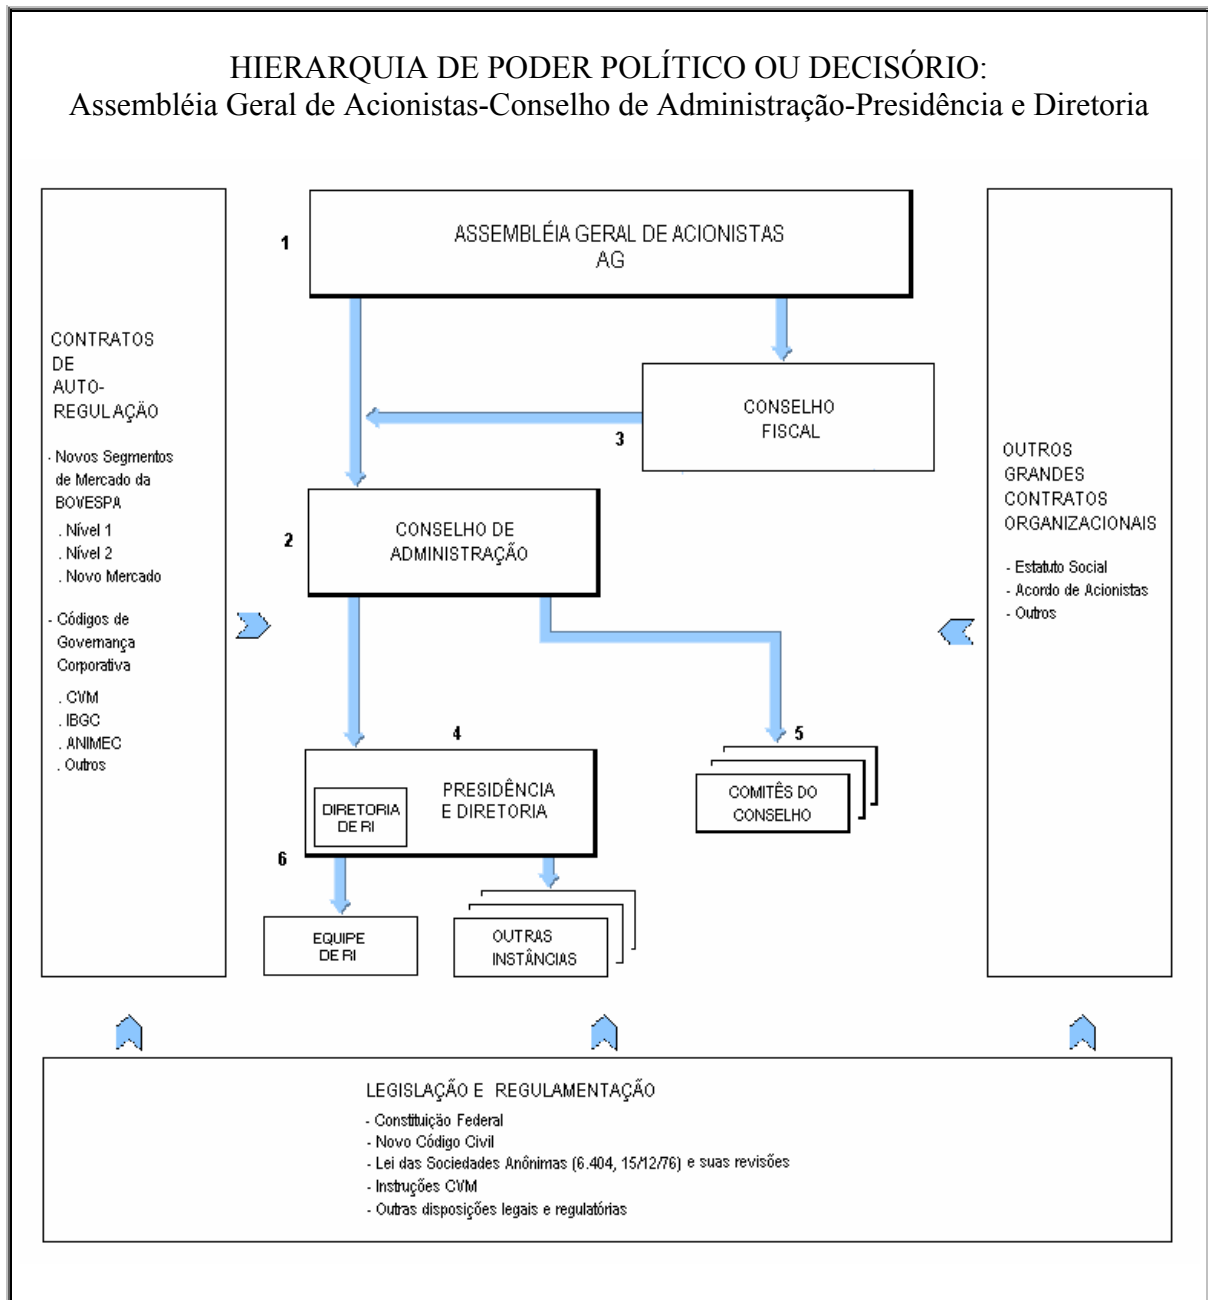 HIERARQUIA DE PODER POLÍTICO OU DECISÓRIO:
Assembléia Geral de Acionistas-Conselho de Administração-Presidência e Diretoria
1
ASSEMBLÉIA GERAL DE ACIONISTAS
AG
CONTRATOS
DE
AUTO-
REGULAÇÃO
- Novos Segmentos
de Mercado da
BOVESPA
. Nível 1
. Nível 2
. Novo Mercado
- Códigos de
Governança
Corporativa
. CVM
. IBGC
. ANIMEC
. Outros
CONSELHO
FISCAL
3
2
CONSELHO DE
ADMINISTRAÇÃO
OUTROS
GRANDES
CONTRATOS
ORGANIZACIONAIS
- Estatuto Social
- Acordo de Acionistas
- Outros
4
5
PRESIDÊNCIA
E DIRETORIA
DIRETORIA
DE RI
COMITÊS DO
CONSELHO
6
EQUIPE
DE RI
OUTRAS
INSTÂNCIAS
LEGISLAÇÃO E REGULAMENTAÇÃO
- Constituição Federal
- Novo Código Civil
- Lei das Sociedades Anônimas (6.404, 15/12/76) e suas revisões
- Instruções CVM
- Outras disposições legais e regulatórias